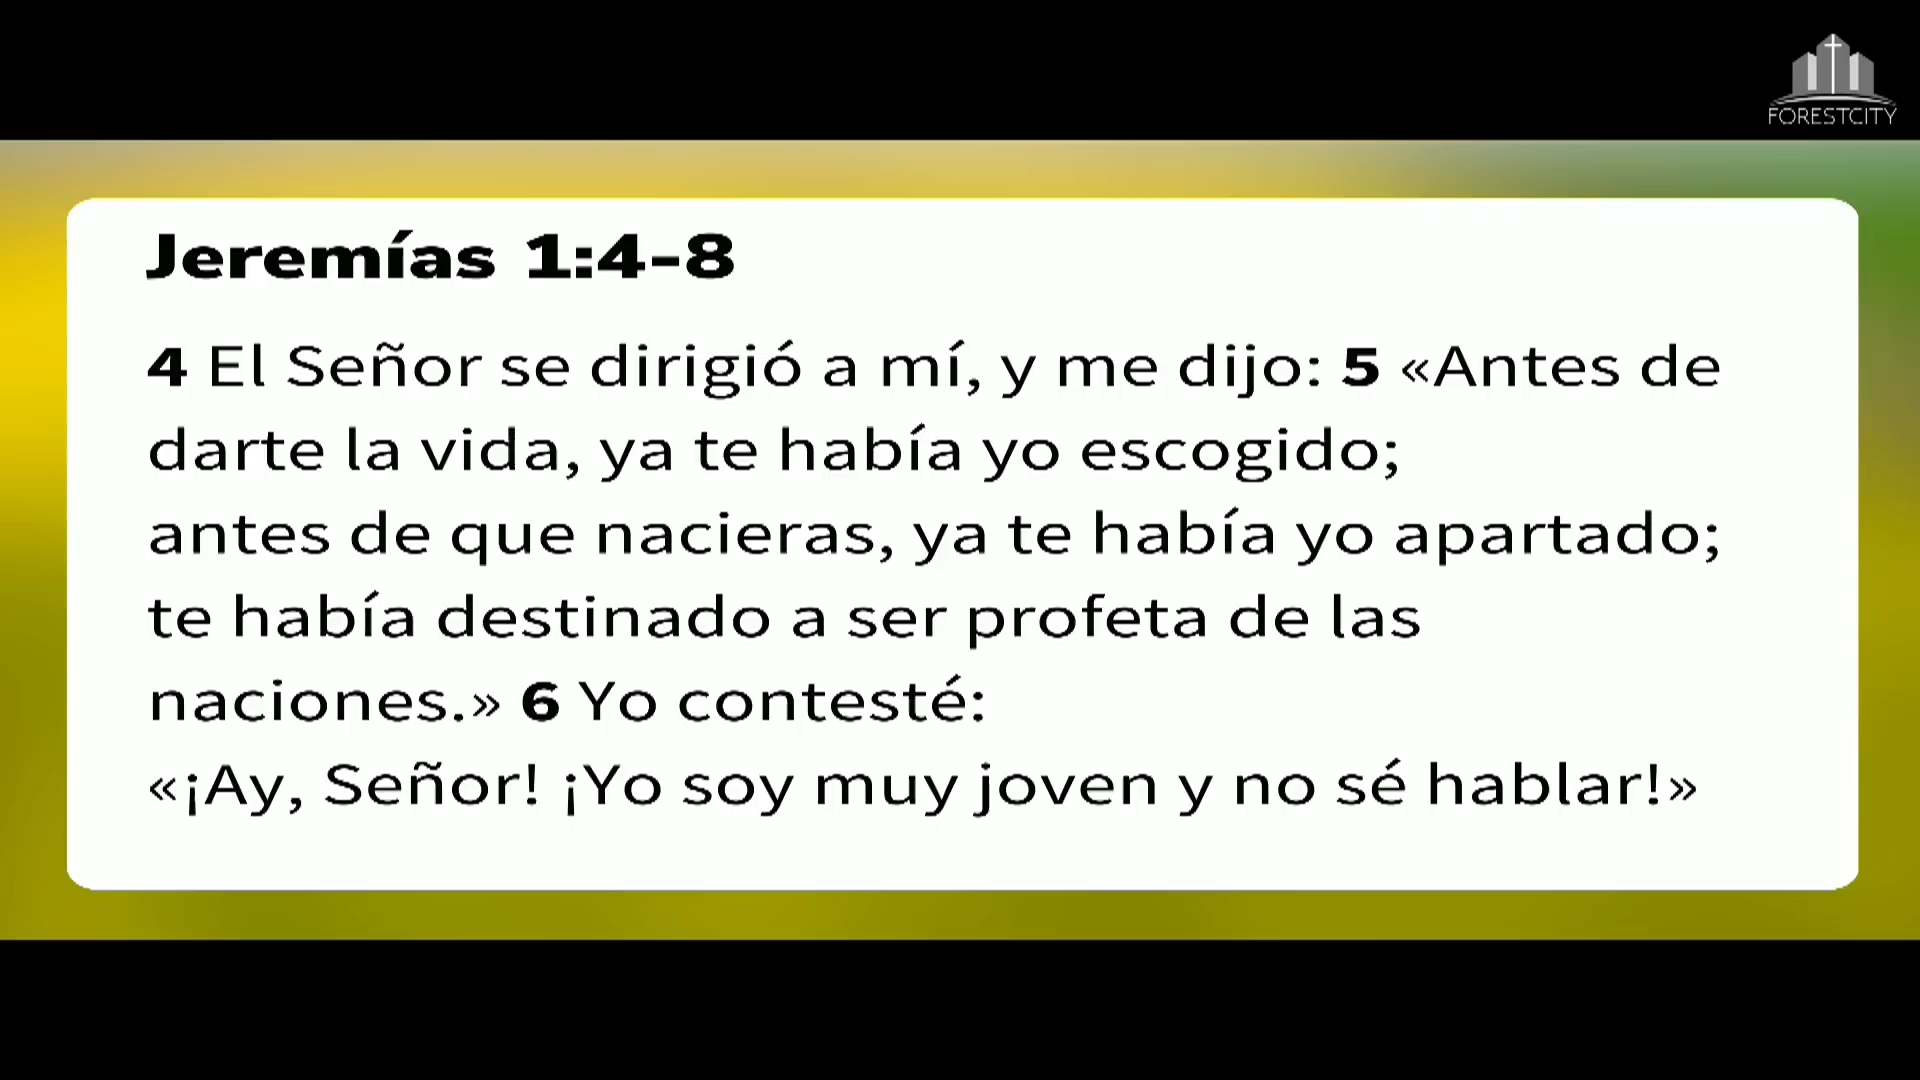 FORESTCITY
Jeremías 1:4-8
4 El Señor se dirigió a mí, y me dijo: 5 «Antes de
darte la vida, ya te había yo escogido;
antes de que nacieras, ya te había yo apartado;
te había destinado a ser profeta de las
naciones.» 6 Yo contesté:
«¡Ay, Señor! ¡Yo soy muy joven y no sé hablar!»